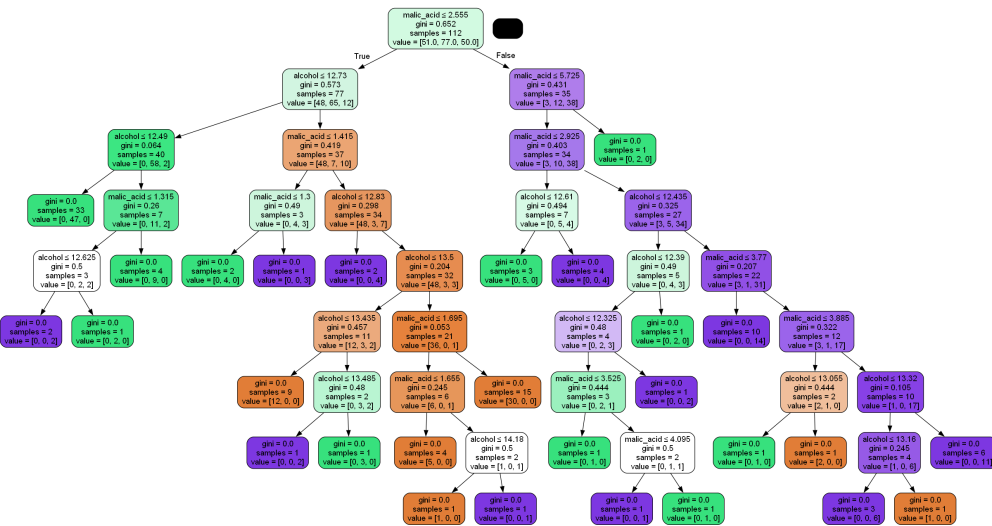 malic_acid ≤ 2.555
gini = 0.652
samples = 112
value = [51.0, 77.0, 50.0]
True
False
alcohol ≤ 12.73
gini = 0.573
samples = 77
value = [48, 65, 12]
malic_acid ≤ 5.725
gini = 0.431
samples = 35
value = [3, 12, 38]
alcohol ≤ 12.49
gini = 0.064
samples = 40
value = [0, 58, 2]
malic_acid ≤ 1.415
gini = 0.419
samples = 37
value = [48, 7, 10]
malic_acid ≤ 2.925
gini = 0.403
samples = 34
value = [3, 10, 38]
gini = 0.0
samples = 1
value = [0, 2, 0]
gini = 0.0
samples = 33
value = [0, 47, 0]
malic_acid ≤ 1.315
gini = 0.26
samples = 7
value = [0, 11, 2]
malic_acid ≤ 1.3
gini = 0.49
samples = 3
value = [0, 4, 3]
alcohol ≤ 12.83
gini = 0.298
samples = 34
value = [48, 3, 7]
alcohol ≤ 12.61
gini = 0.494
samples = 7
value = [0, 5, 4]
alcohol ≤ 12.435
gini = 0.325
samples = 27
value = [3, 5, 34]
alcohol ≤ 12.625
gini = 0.5
samples = 3
value = [0, 2, 2]
gini = 0.0
samples = 4
value = [0, 9, 0]
gini = 0.0
samples = 2
value = [0, 4, 0]
gini = 0.0
samples = 1
value = [0, 0, 3]
gini = 0.0
samples = 2
value = [0, 0, 4]
alcohol ≤ 13.5
gini = 0.204
samples = 32
value = [48, 3, 3]
gini = 0.0
samples = 3
value = [0, 5, 0]
gini = 0.0
samples = 4
value = [0, 0, 4]
alcohol ≤ 12.39
gini = 0.49
samples = 5
value = [0, 4, 3]
malic_acid ≤ 3.77
gini = 0.207
samples = 22
value = [3, 1, 31]
gini = 0.0
samples = 2
value = [0, 0, 2]
gini = 0.0
samples = 1
value = [0, 2, 0]
alcohol ≤ 13.435
gini = 0.457
samples = 11
value = [12, 3, 2]
malic_acid ≤ 1.695
gini = 0.053
samples = 21
value = [36, 0, 1]
alcohol ≤ 12.325
gini = 0.48
samples = 4
value = [0, 2, 3]
gini = 0.0
samples = 1
value = [0, 2, 0]
gini = 0.0
samples = 10
value = [0, 0, 14]
malic_acid ≤ 3.885
gini = 0.322
samples = 12
value = [3, 1, 17]
gini = 0.0
samples = 9
value = [12, 0, 0]
alcohol ≤ 13.485
gini = 0.48
samples = 2
value = [0, 3, 2]
malic_acid ≤ 1.655
gini = 0.245
samples = 6
value = [6, 0, 1]
gini = 0.0
samples = 15
value = [30, 0, 0]
malic_acid ≤ 3.525
gini = 0.444
samples = 3
value = [0, 2, 1]
gini = 0.0
samples = 1
value = [0, 0, 2]
alcohol ≤ 13.055
gini = 0.444
samples = 2
value = [2, 1, 0]
alcohol ≤ 13.32
gini = 0.105
samples = 10
value = [1, 0, 17]
gini = 0.0
samples = 1
value = [0, 0, 2]
gini = 0.0
samples = 1
value = [0, 3, 0]
gini = 0.0
samples = 4
value = [5, 0, 0]
alcohol ≤ 14.18
gini = 0.5
samples = 2
value = [1, 0, 1]
gini = 0.0
samples = 1
value = [0, 1, 0]
malic_acid ≤ 4.095
gini = 0.5
samples = 2
value = [0, 1, 1]
gini = 0.0
samples = 1
value = [0, 1, 0]
gini = 0.0
samples = 1
value = [2, 0, 0]
alcohol ≤ 13.16
gini = 0.245
samples = 4
value = [1, 0, 6]
gini = 0.0
samples = 6
value = [0, 0, 11]
gini = 0.0
samples = 1
value = [1, 0, 0]
gini = 0.0
samples = 1
value = [0, 0, 1]
gini = 0.0
samples = 1
value = [0, 0, 1]
gini = 0.0
samples = 1
value = [0, 1, 0]
gini = 0.0
samples = 3
value = [0, 0, 6]
gini = 0.0
samples = 1
value = [1, 0, 0]